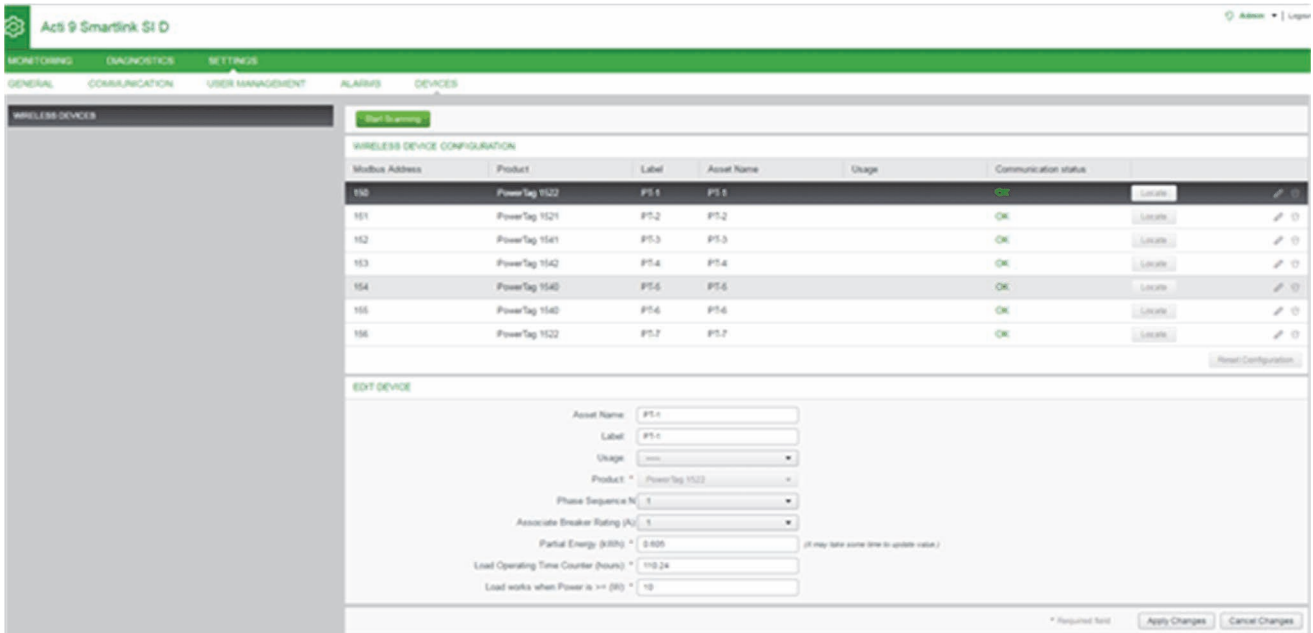 Acti 9 Smartlink SI D
Admin | Logout
MONITORING DIAGNOSTICS SETTINGS
GENERAL COMMUNICATION USER MANAGEMENT ALARMS DEVICES
WIRELESS DEVICES
Start Scanning
WIRELESS DEVICE CONFIGURATION
Modbus Address Product Label Asset Name Usage Communication status
150 PowerTag 1522 PT-1 PT-1 OK Locate
151 PowerTag 1521 PT-2 PT-2 OK Locate
152 PowerTag 1541 PT-3 PT-3 OK Locate
153 PowerTag 1542 PT-4 PT-4 OK Locate
154 PowerTag 1540 PT-5 PT-5 OK Locate
155 PowerTag 1540 PT-6 PT-6 OK Locate
156 PowerTag 1522 PT-7 PT-7 OK Locate
Reset Configuration
EDIT DEVICE
Asset Name: PT-1
Label: PT-1
Usage: -----
Product: * PowerTag 1522
Phase Sequence:N 1
Associate Breaker Rating (A) 1
Partial Energy (kWh): * 0.605 (It may take some time to update value.)
Load Operating Time Counter (hours): * 110.24
Load works when Power is >= (W): * 10
* Required field Apply Changes Cancel Changes